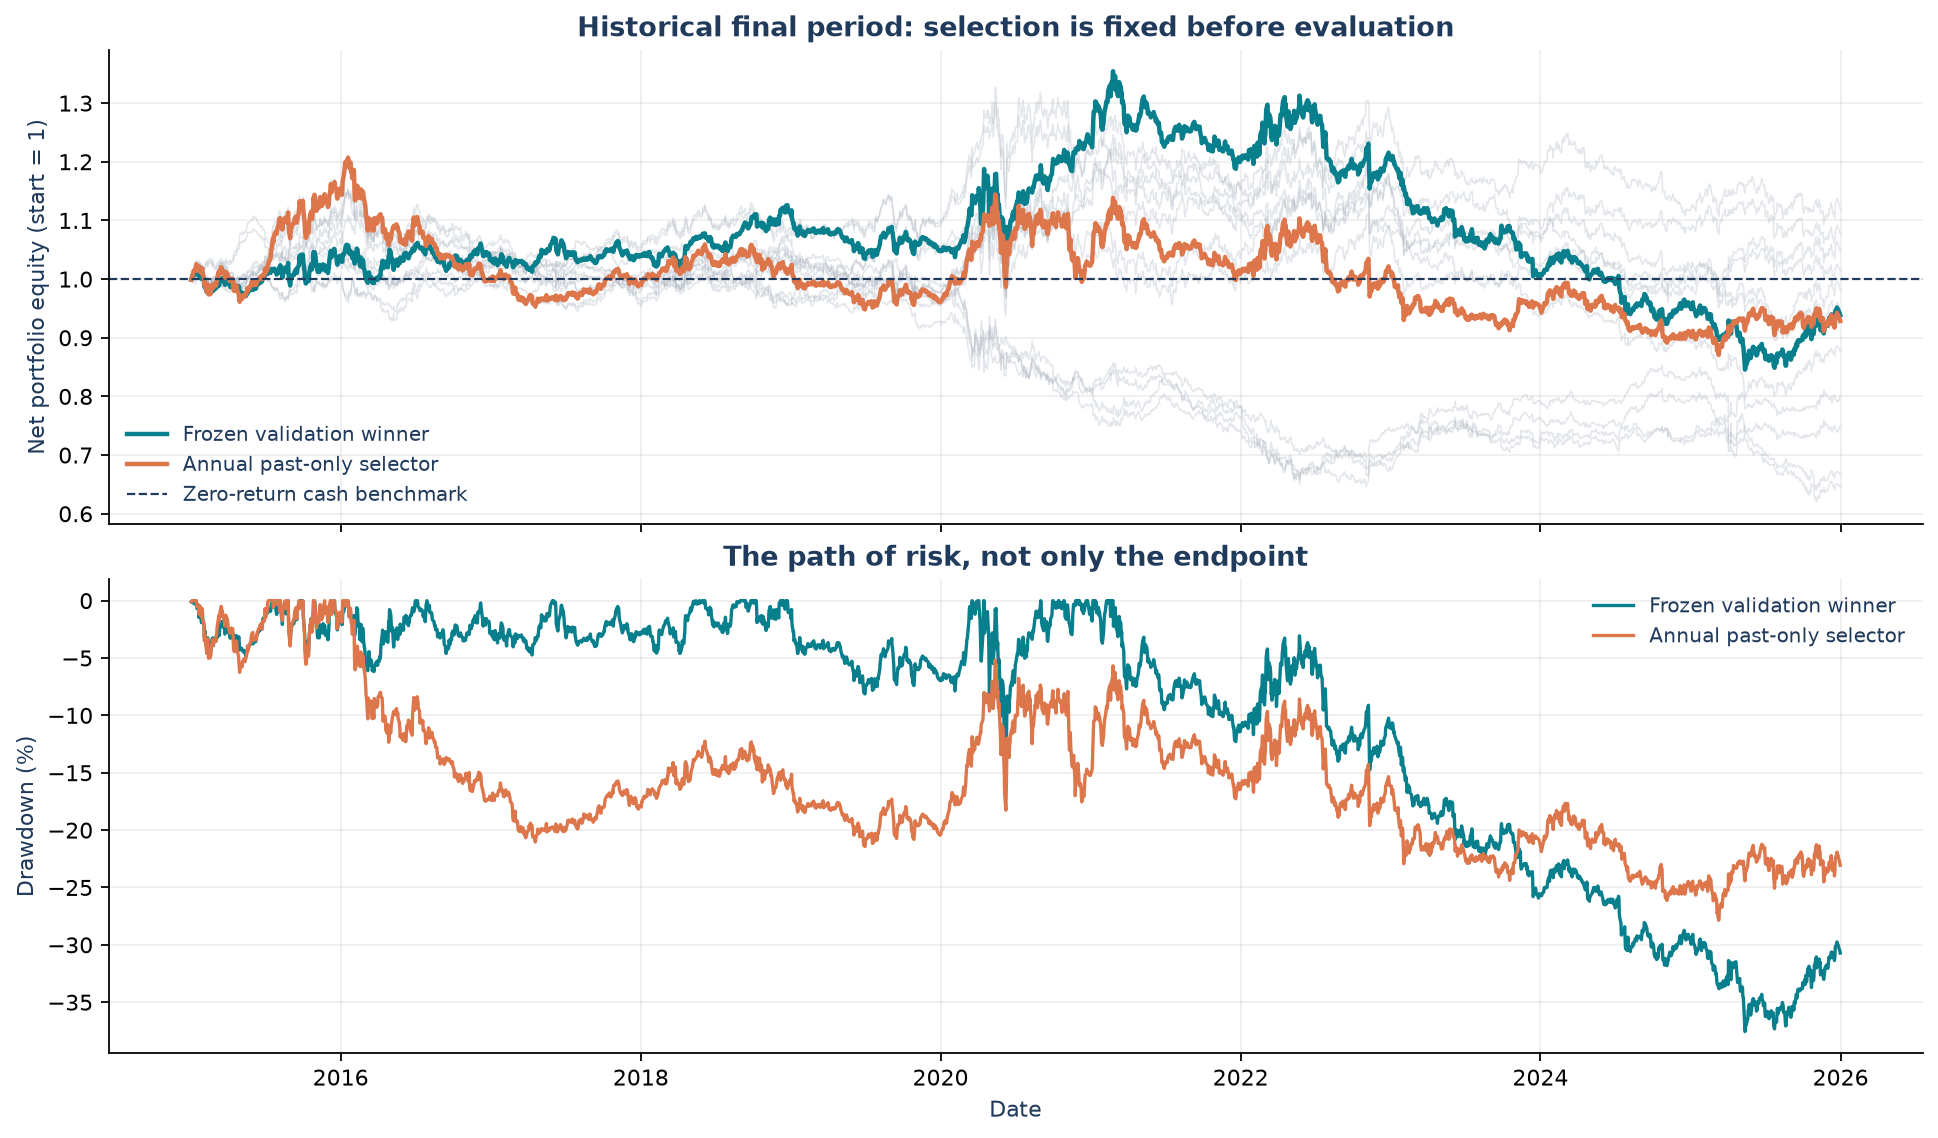 Historical final period: selection is fixed before evaluation
Net portfolio equity (start = 1)
1.3
1.2
1.1
1.0
0.9
0.8
0.7
0.6
Frozen validation winner
Annual past-only selector
Zero-return cash benchmark
The path of risk, not only the endpoint
Drawdown (%)
0
−5
−10
−15
−20
−25
−30
−35
Frozen validation winner
Annual past-only selector
2016 2018 2020 2022 2024 2026
Date